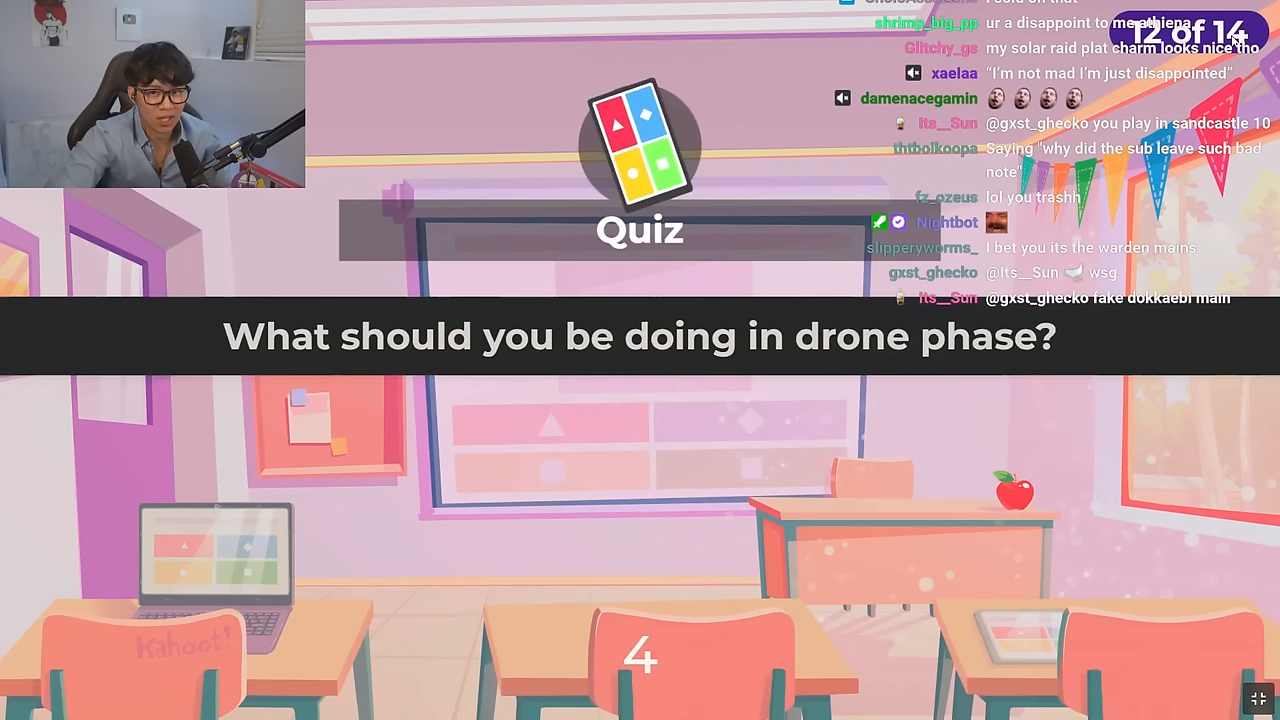 shrimp_big_pp ur a disappoint to me athiena
12 of 14
Glitchy_gs my solar raid plat charm looks nice tho
xaelaa "I'm not mad I'm just disappointed"
damenacegamin
Its__Sun @gxst_ghecko you play in sandcastle 10
thtbolkoopa Saying "why did the sub leave such bad
note"
fz_ozeus lol you trashh
Nightbot
slipperyworms_ I bet you its the warden mains
gxst_ghecko @Its__Sun wsg
Its__Sun @gxst_ghecko fake dokkaebi main
Quiz
What should you be doing in drone phase?
Kahoot!
4